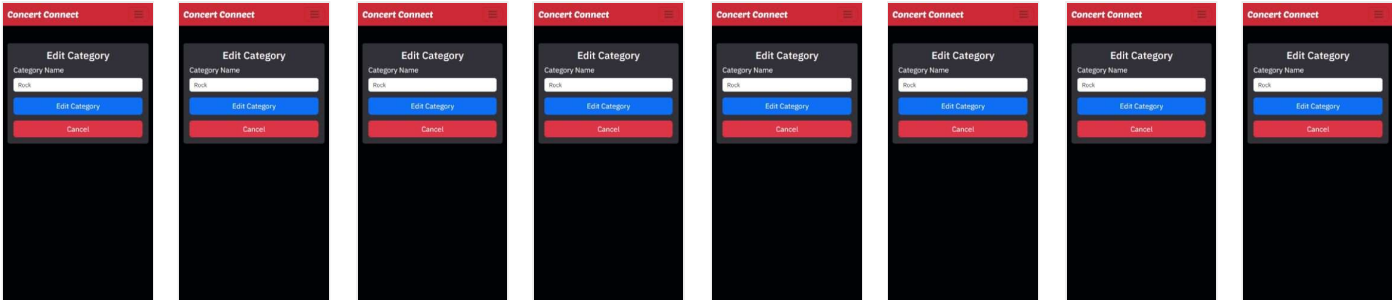 Concert Connect Concert Connect Concert Connect Concert Connect Concert Connect Concert Connect Concert Connect Concert Connect
Edit Category Edit Category Edit Category Edit Category Edit Category Edit Category Edit Category Edit Category
Category Name Category Name Category Name Category Name Category Name Category Name Category Name Category Name
Rock Rock Rock Rock Rock Rock Rock Rock
Edit Category Edit Category Edit Category Edit Category Edit Category Edit Category Edit Category Edit Category
Cancel Cancel Cancel Cancel Cancel Cancel Cancel Cancel